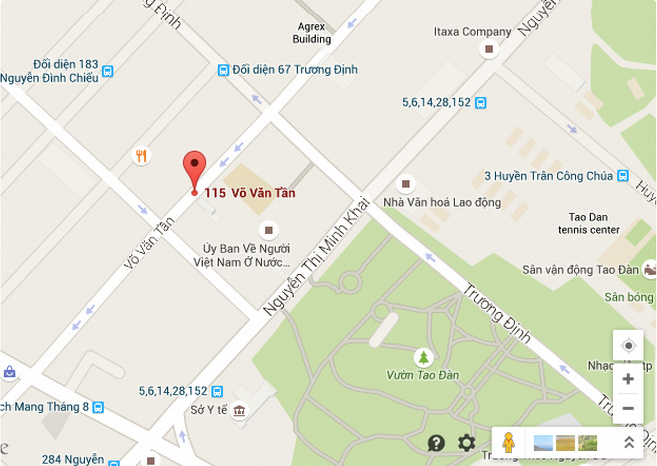 Định
Agrex
Building
Itaxa Company
Nguyễn
Đối diện 183
Nguyễn Đình Chiểu
Đối diện 67 Trương Định
5,6,14,28,152
3 Huyền Trân Công Chúa
115 Võ Văn Tần
Nhà Văn hoá Lao động
Tao Dan
tennis center
Võ Văn Tần
Ủy Ban Về Người
Việt Nam Ở Nước...
Nguyễn Thị Minh Khai
Sân vận động Tao Đàn
Sân bóng
Trương Định
Vườn Tao Đàn
Nhạc
5,6,14,28,152
ch Mang Tháng 8
Sở Y tế
284 Nguyễn